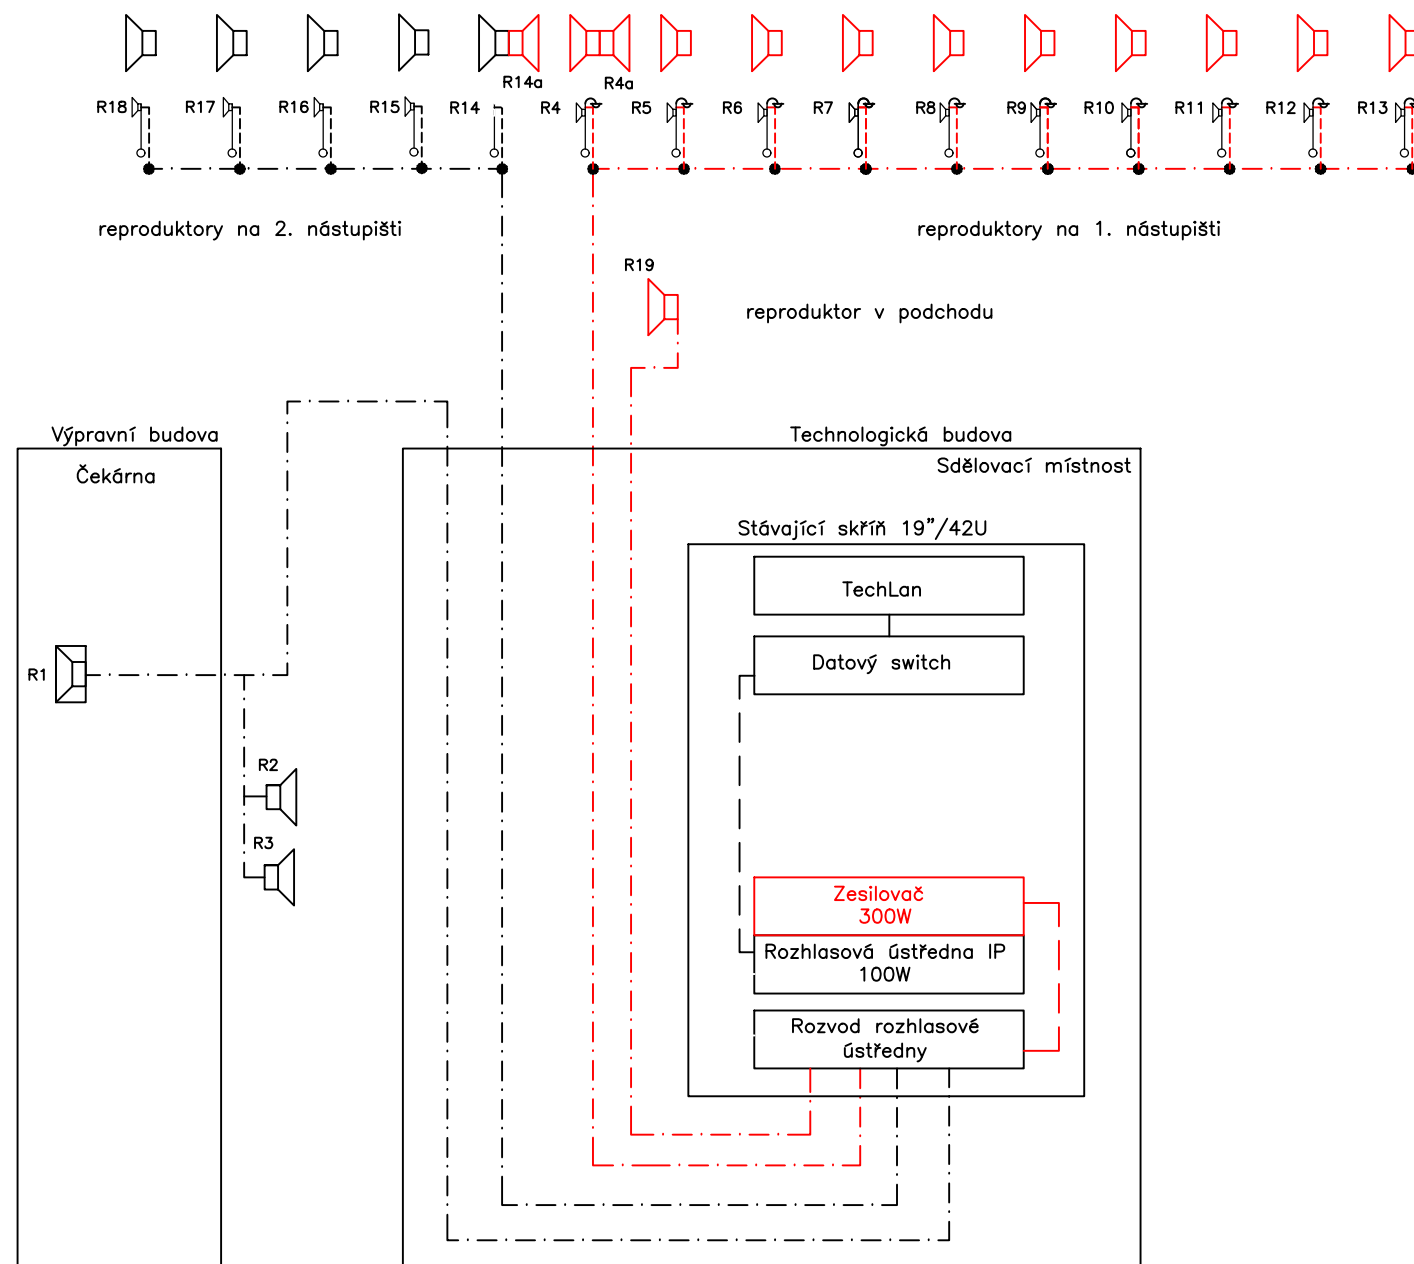 R14a
R4a
R18
R17
R16
R15
R14
R4
R5
R6
R7
R8
R9
R10
R11
R12
R13
reproduktory na 2. nástupišti
reproduktory na 1. nástupišti
R19
reproduktor v podchodu
Výpravní budova
Čekárna
Technologická budova
Sdělovací místnost
Stávající skříň 19"/42U
TechLan
Datový switch
R1
R2
R3
Zesilovač
300W
Rozhlasová ústředna IP
100W
Rozvod rozhlasové
ústředny